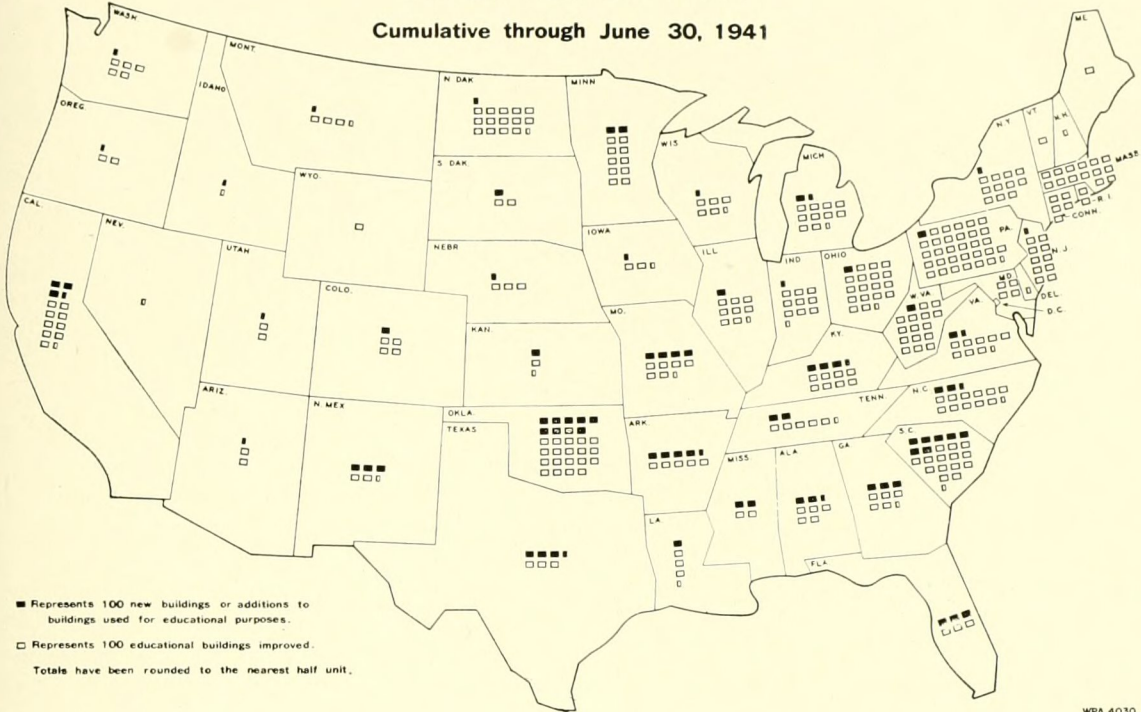 Cumulative through June 30, 1941
WASH.
MONT.
N DAK
MINN
ME.
IDAHO
OREG.
N.Y.
VT.
N.H.
WIS
MICH
MASS
S. DAK.
WYO.
R.I.
CONN.
CAL.
NEV.
IOWA
PA.
UTAH
NEBR
ILL
IND
OHIO
N.J.
COLO.
MD.
W.VA.
VA.
DEL.
D.C.
MO.
KAN.
KY.
ARIZ.
N.MEX
OKLA.
TENN.
N.C.
TEXAS
ARK.
S.C.
MISS.
ALA
GA.
LA.
FLA.
Represents 100 new buildings or additions to
buildings used for educational purposes.
Represents 100 educational buildings improved.
Totals have been rounded to the nearest half unit.
WPA 4030